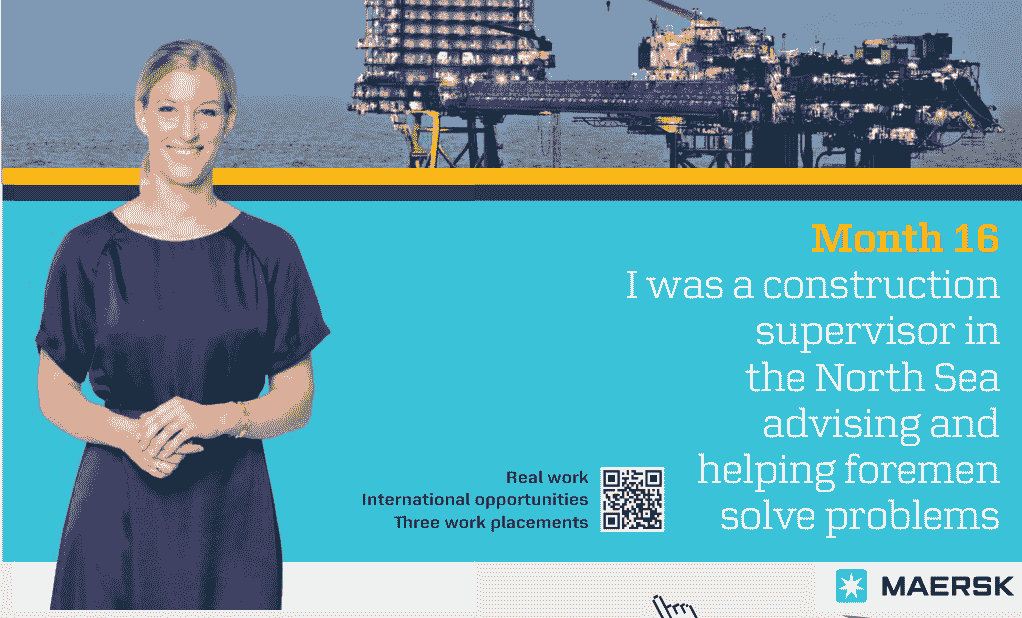 Month 16
I was a construction
supervisor in
the North Sea
advising and
helping foremen
solve problems
Real work
International opportunities
Three work placements
MAERSK